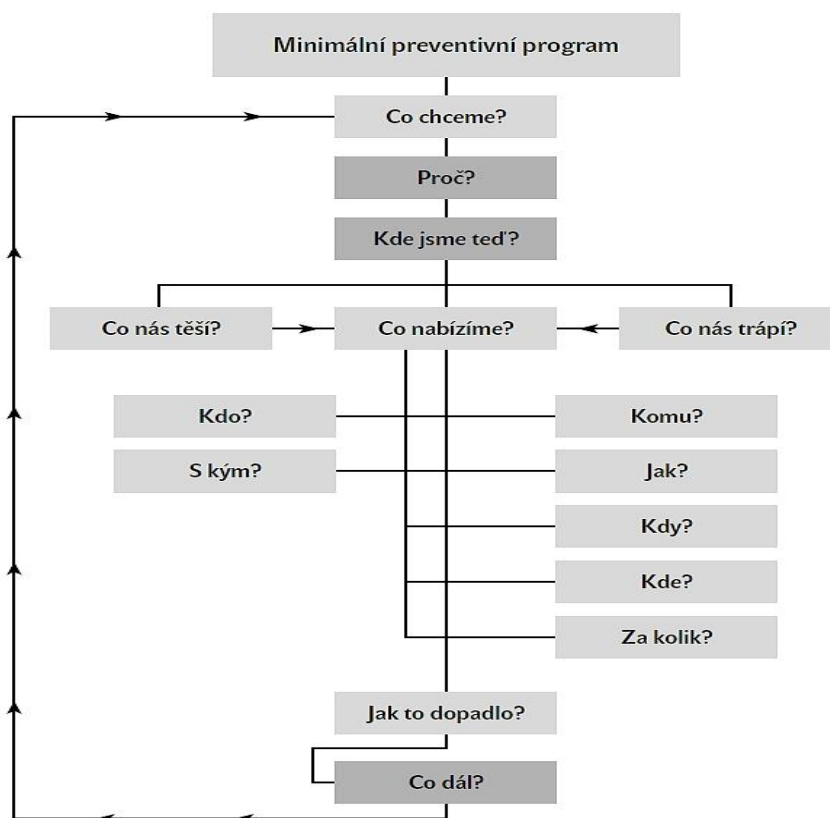 Minimální preventivní program
Co chceme?
Proč?
Kde jsme teď?
Co nás těší?
Co nabízíme?
Co nás trápí?
Kdo?
Komu?
S kým?
Jak?
Kdy?
Kde?
Za kolik?
Jak to dopadlo?
Co dál?